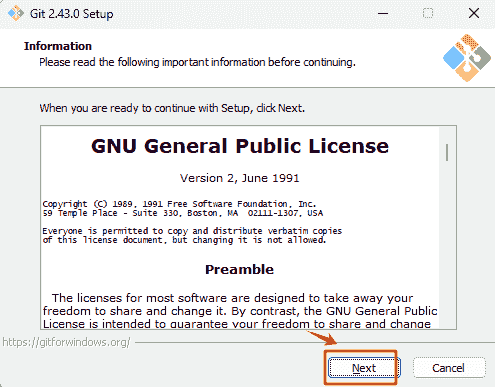 Git 2.43.0 Setup
Information
Please read the following important information before continuing.
When you are ready to continue with Setup, click Next.
GNU General Public License
Version 2, June 1991
Copyright (C) 1989, 1991 Free Software Foundation, Inc.
59 Temple Place - Suite 330, Boston, MA  02111-1307, USA
Everyone is permitted to copy and distribute verbatim copies
of this license document, but changing it is not allowed.
Preamble
The licenses for most software are designed to take away your
freedom to share and change it. By contrast, the GNU General Public
License is intended to guarantee your freedom to share and change
https://gitforwindows.org/
Next
Cancel